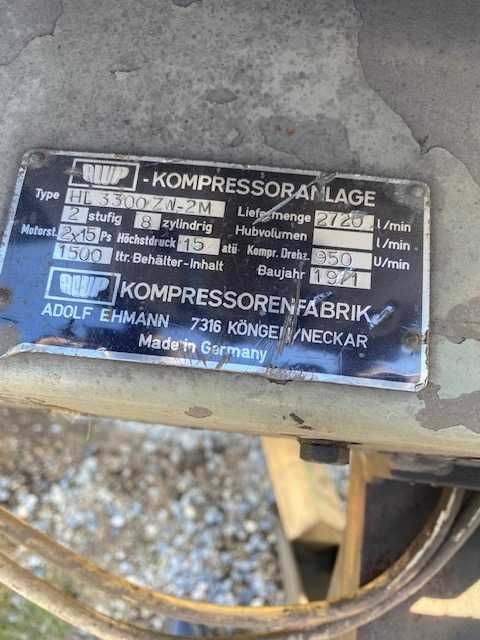 ALUP -KOMPRESSORANLAGE
Type HL 3300 ZW-2M
2 stufig 8 zylindrig
Motorst. 2x15 Ps Höchstdruck 15 atü
1500 ltr. Behälter-Inhalt
Liefermenge 2720 l/min
Hubvolumen l/min
Kompr. Drehz. 950 U/min
Baujahr 1971
ALUP KOMPRESSORENFABRIK
ADOLF EHMANN 7316 KÖNGEN/NECKAR
Made in Germany